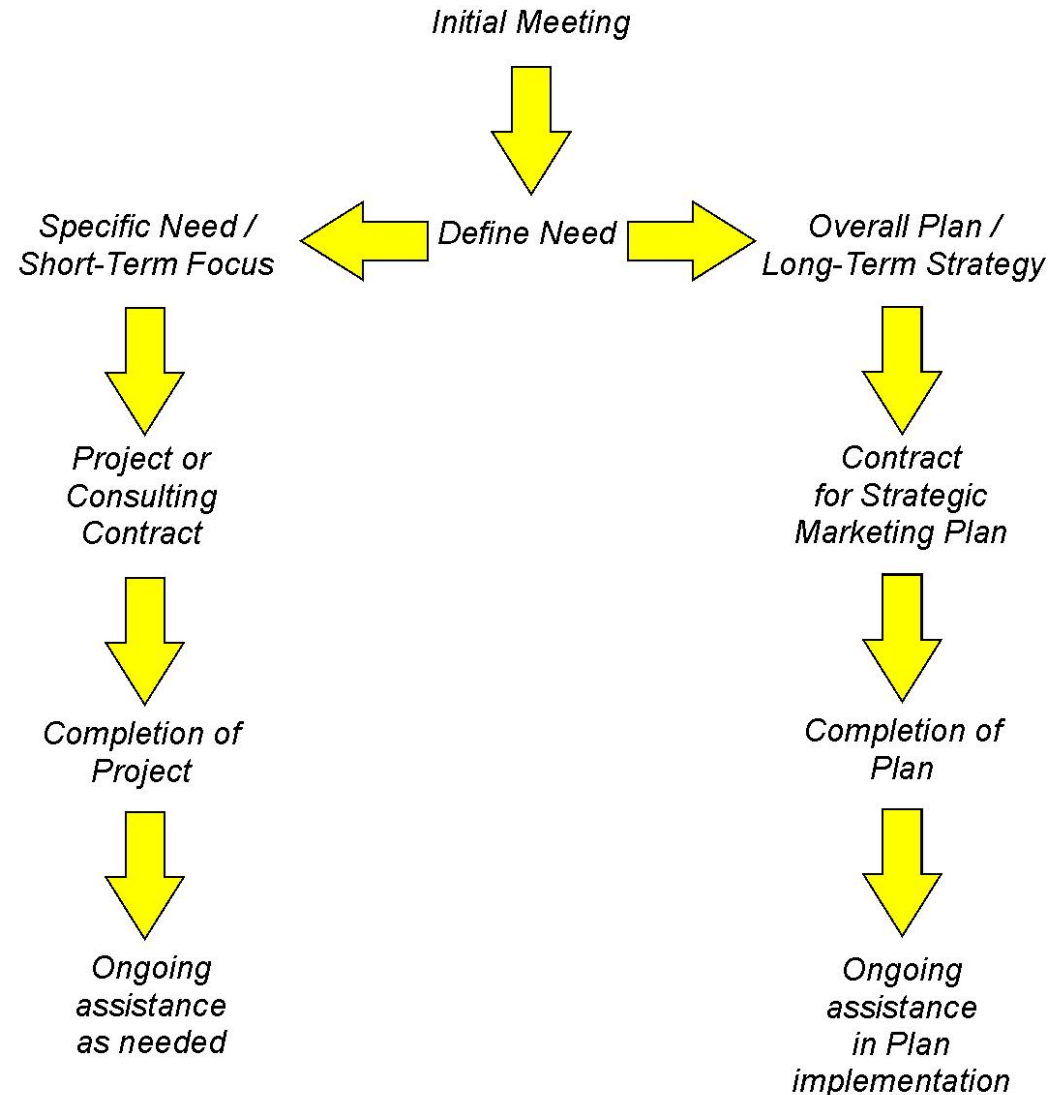 Initial Meeting
Define Need
Specific Need /
Short-Term Focus
Project or
Consulting
Contract
Completion of
Project
Ongoing
assistance
as needed
Overall Plan /
Long-Term Strategy
Contract
for Strategic
Marketing Plan
Completion of
Plan
Ongoing
assistance
in Plan
implementation